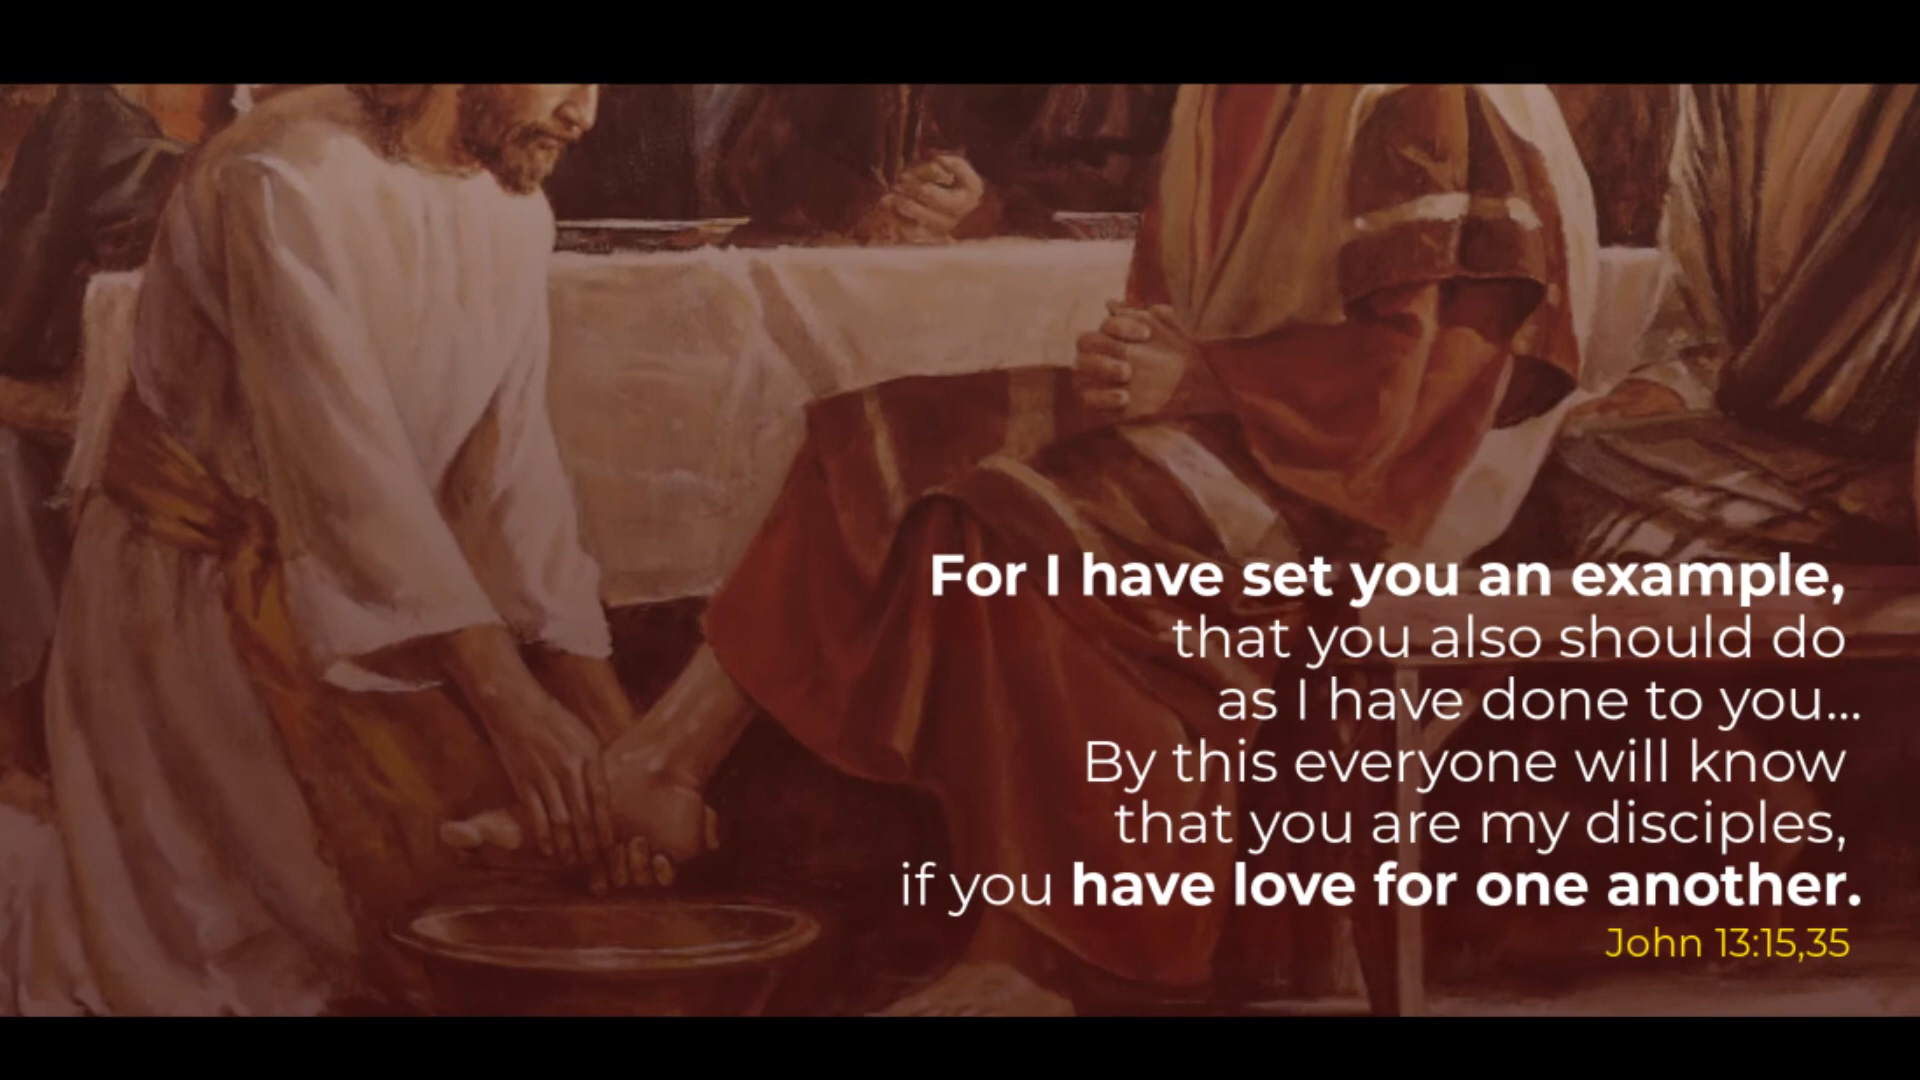 For I have set you an example,
that you also should do
as I have done to you...
By this everyone will know
that you are my disciples,
if you have love for one another.
John 13:15,35